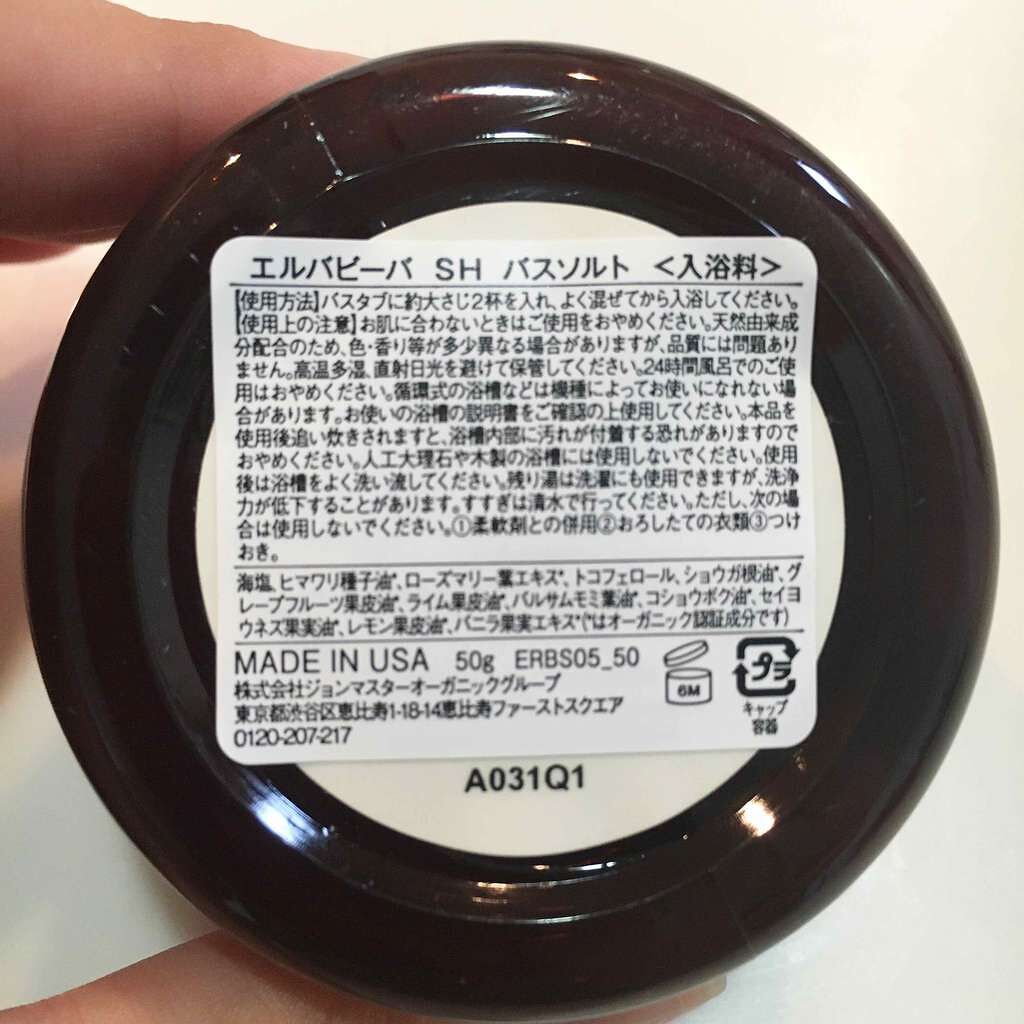 エルバビーバ SH バスソルト <入浴料>
【使用方法】バスタブに約大さじ2杯を入れ、よく混ぜてから入浴してください。
【使用上の注意】お肌に合わないときはご使用をおやめください。天然由来成
分配合のため、色・香り等が多少異なる場合がありますが、品質には問題あり
ません。高温多湿、直射日光を避けて保管してください。24時間風呂でのご使
用はおやめください。循環式の浴槽などは機種によってお使いになれない場
合があります。お使いの浴槽の説明書をご確認の上使用してください。本品を
使用後追い炊きされますと、浴槽内部に汚れが付着する恐れがありますので
おやめください。人工大理石や木製の浴槽には使用しないでください。使用
後は浴槽をよく洗い流してください。残り湯は洗濯にも使用できますが、洗浄
力が低下することがあります。すすぎは清水で行ってください。ただし、次の場
合は使用しないでください。①柔軟剤との併用②おろしたての衣類③つけ
おき。
海塩、ヒマワリ種子油*、ローズマリー葉エキス*、トコフェロール、ショウガ根油*、グ
レープフルーツ果皮油*、ライム果皮油*、バルサムモミ葉油*、コショウボク油*、セイヨ
ウネズ果実油*、レモン果皮油*、バニラ果実エキス*(*はオーガニック認証成分です)
MADE IN USA 50g ERBS05_50
株式会社ジョンマスターオーガニックグループ
東京都渋谷区恵比寿1-18-14恵比寿ファーストスクエア
0120-207-217
6M
プラ
キャップ
容器
A031Q1